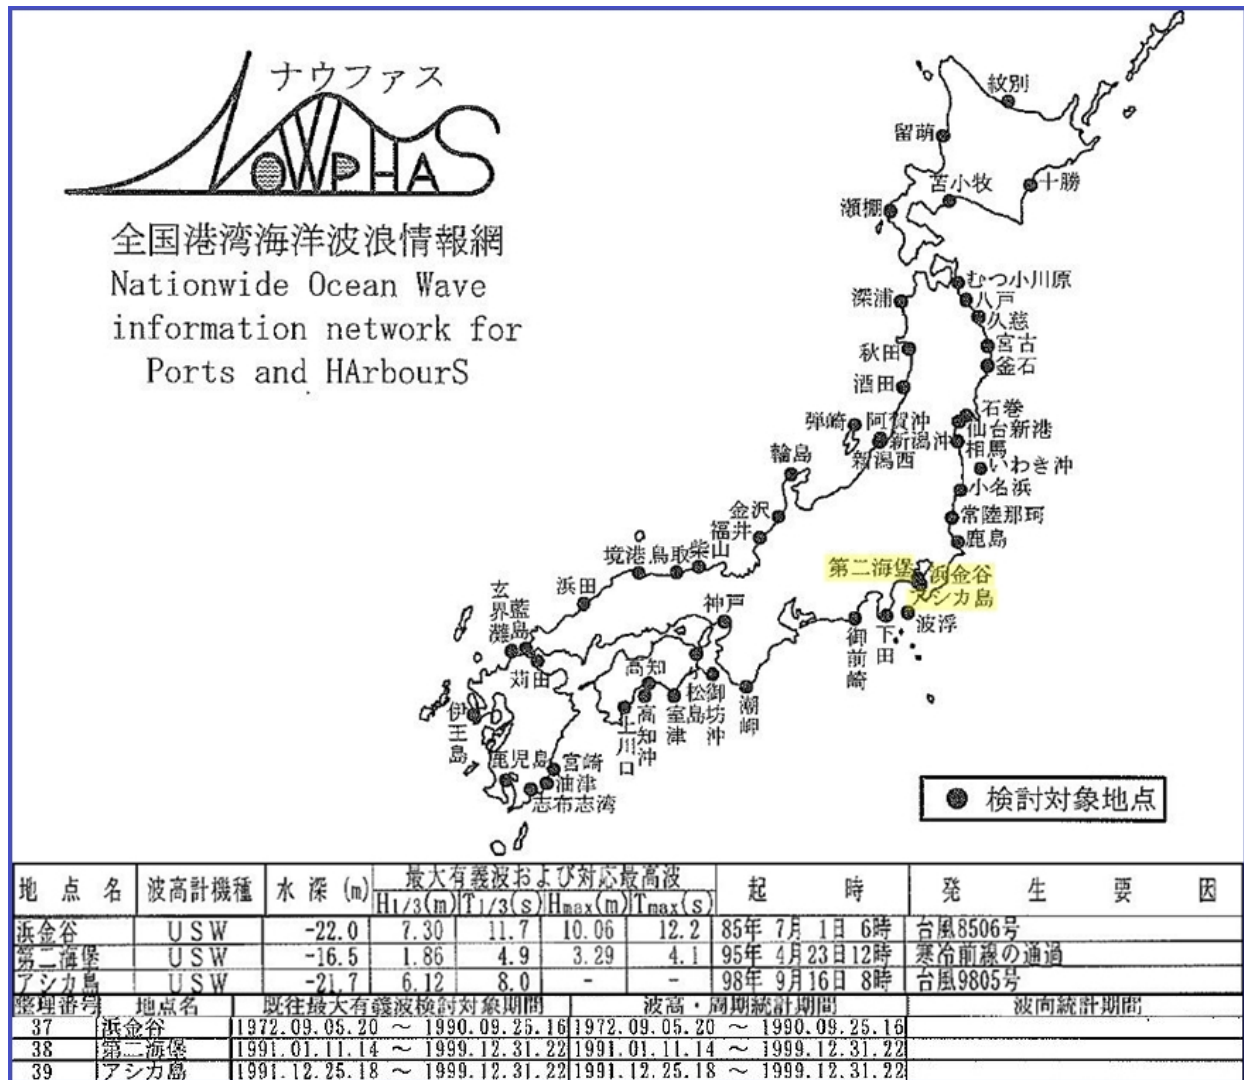 ナウファス
NOWPHAS
全国港湾海洋波浪情報網
Nationwide Ocean Wave
information network for
Ports and HArbourS
紋別
留萌
苫小牧
十勝
瀬棚
むつ小川原
深浦
八戸
久慈
秋田
宮古
釜石
酒田
石巻
弾崎
阿賀沖
仙台新港
新潟沖
相馬
新潟西
いわき沖
輪島
小名浜
金沢
常陸那珂
福井
鹿島
境港
鳥取
柴山
第二海堡
浜金谷
アシカ島
浜田
玄界灘
藍島
神戸
波浮
下田
御前崎
苅田
高知
小松島
御坊沖
潮岬
室津
高知沖
上川口
伊王島
鹿児島
宮崎
油津
志布志湾
検討対象地点
地点名 波高計機種 水深(m) 最大有義波および対応最高波 起時 発生要因
H1/3(m) T1/3(s) Hmax(m) Tmax(s)
浜金谷 USW -22.0 7.30 11.7 10.06 12.2 85年 7月 1日 6時 台風8506号
第二海堡 USW -16.5 1.86 4.9 3.29 4.1 95年 4月23日12時 寒冷前線の通過
アシカ島 USW -21.7 6.12 8.0 - - 98年 9月16日 8時 台風9805号
整理番号 地点名 既往最大有義波検討対象期間 波高・周期統計期間 波向統計期間
37 浜金谷 1972.09.05.20 ～ 1990.09.25.16 1972.09.05.20 ～ 1990.09.25.16
38 第二海堡 1991.01.11.14 ～ 1999.12.31.22 1991.01.11.14 ～ 1999.12.31.22
39 アシカ島 1991.12.25.18 ～ 1999.12.31.22 1991.12.25.18 ～ 1999.12.31.22